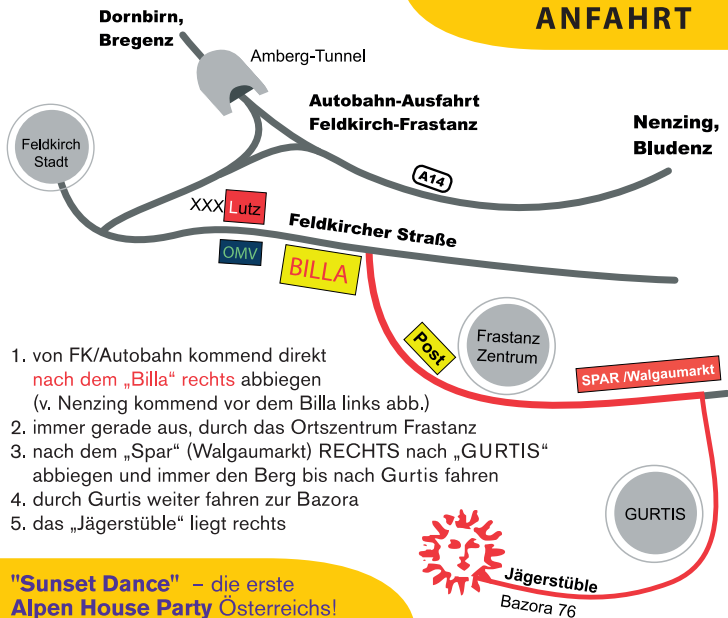 ANFAHRT
Dornbirn,
Bregenz
Amberg-Tunnel
Autobahn-Ausfahrt
Feldkirch-Frastanz
Nenzing,
Bludenz
Feldkirch
Stadt
A14
XXXLutz
Feldkircher Straße
OMV
BILLA
Post
Frastanz
Zentrum
SPAR /Walgaumarkt
1. von FK/Autobahn kommend direkt
nach dem „Billa" rechts abbiegen
(v. Nenzing kommend vor dem Billa links abb.)
2. immer gerade aus, durch das Ortszentrum Frastanz
3. nach dem „Spar" (Walgaumarkt) RECHTS nach „GURTIS"
abbiegen und immer den Berg bis nach Gurtis fahren
4. durch Gurtis weiter fahren zur Bazora
5. das „Jägerstüble" liegt rechts
GURTIS
Jägerstüble
Bazora 76
"Sunset Dance" – die erste
Alpen House Party Österreichs!